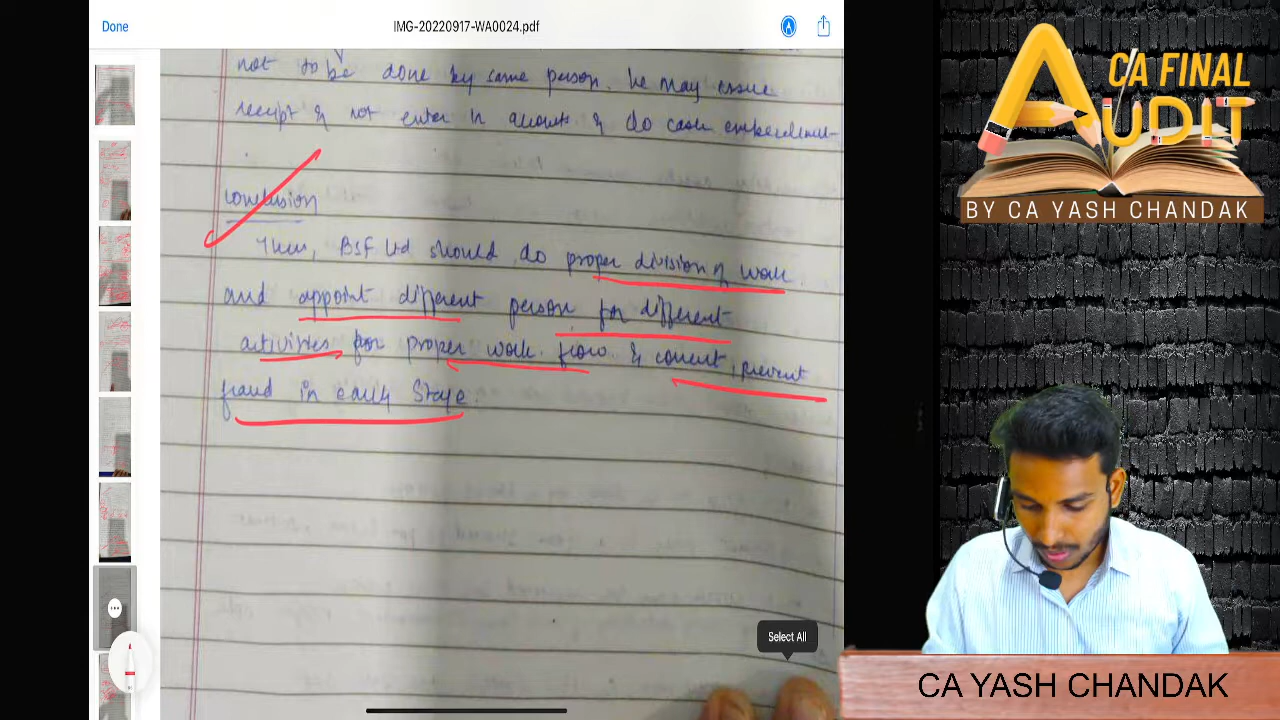 Done
IMG-20220917-WA0024.pdf
not to be done by same person. he may issue
receipt & not enter in accounts & do cash embezzlement
Conclusion
Thus, BSF Ltd should do proper division of work
and appoint different person for different
activities for proper work flow & correct, prevent
fraud in early stage.
Select All
CA FINAL
AUDIT
BY CA YASH CHANDAK
CA YASH CHANDAK